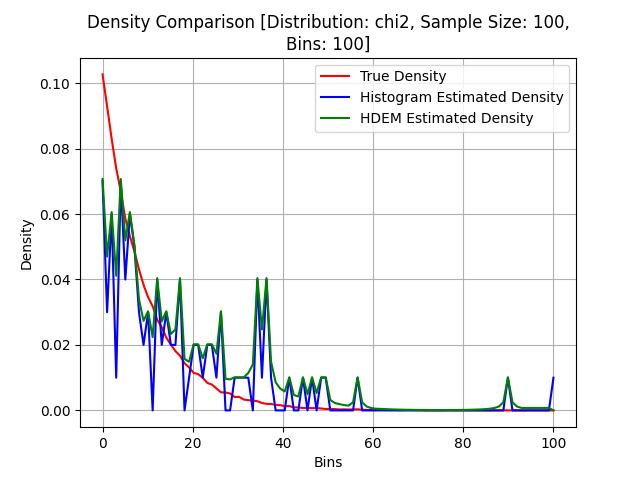 Density Comparison [Distribution: chi2, Sample Size: 100,
Bins: 100]
True Density
Histogram Estimated Density
HDEM Estimated Density
Density
0.10
0.08
0.06
0.04
0.02
0.00
0 20 40 60 80 100
Bins